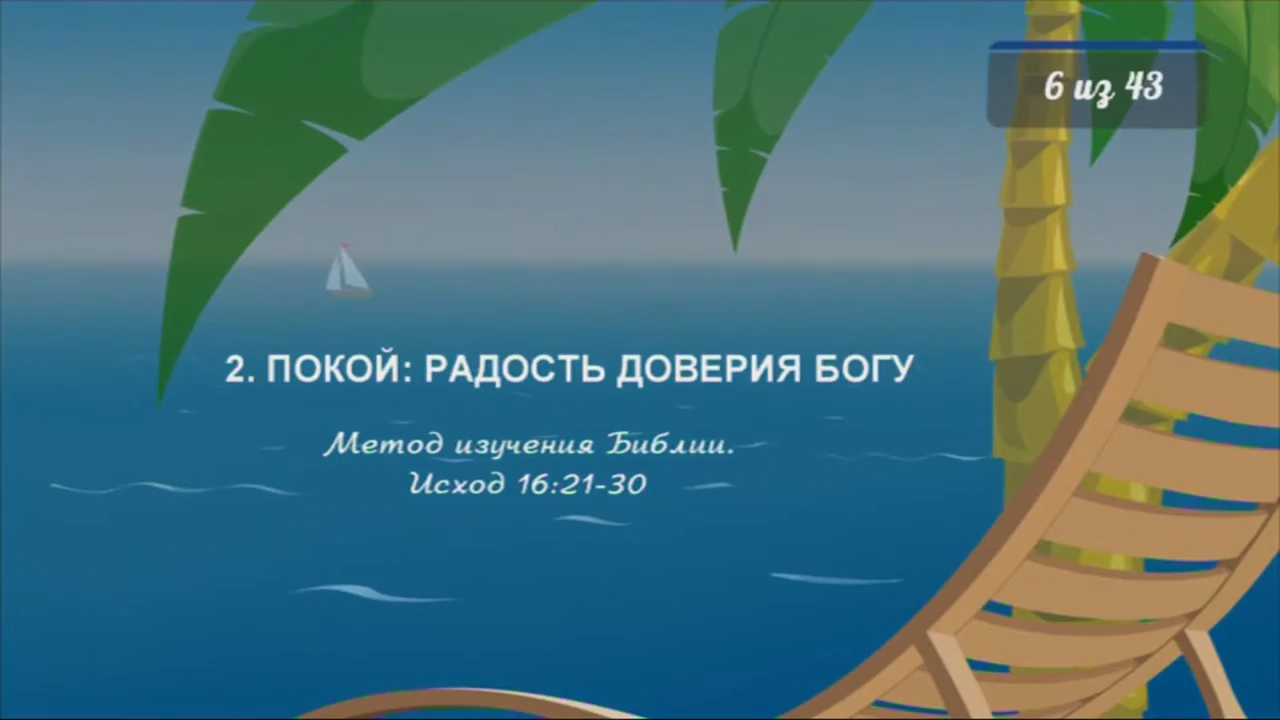 6 из 43
2. ПОКОЙ: РАДОСТЬ ДОВЕРИЯ БОГУ
Метод изучения Библии.
Исход 16:21-30